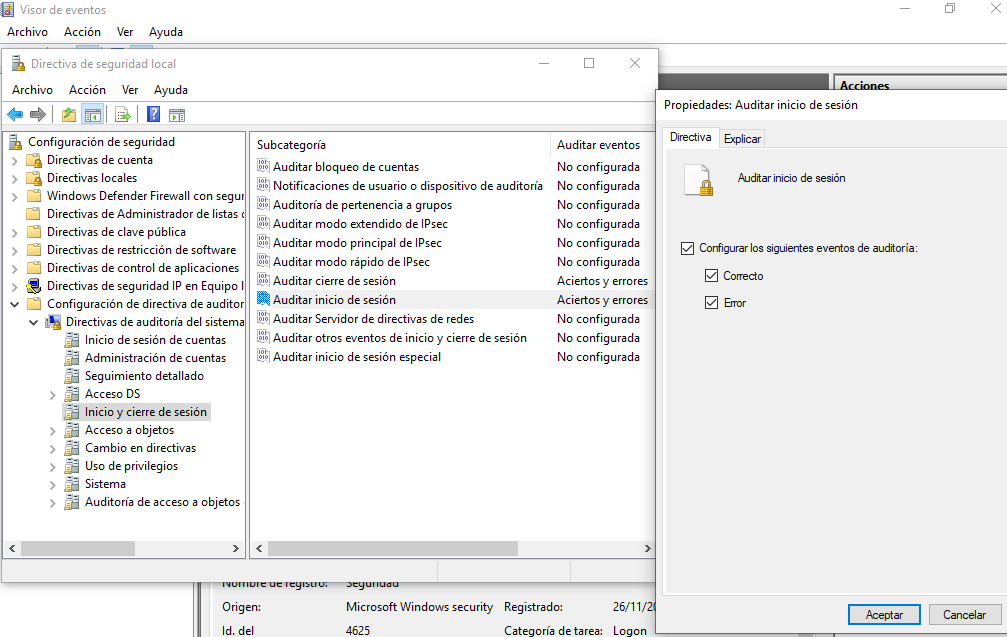 Visor de eventos
Archivo Acción Ver Ayuda
Directiva de seguridad local
Archivo Acción Ver Ayuda
Configuración de seguridad
Directivas de cuenta
Directivas locales
Windows Defender Firewall con segur
Directivas de Administrador de listas
Directivas de clave pública
Directivas de restricción de software
Directivas de control de aplicaciones
Directivas de seguridad IP en Equipo
Configuración de directiva de auditor
Directivas de auditoría del sistema
Inicio de sesión de cuentas
Administración de cuentas
Seguimiento detallado
Acceso DS
Inicio y cierre de sesión
Acceso a objetos
Cambio en directivas
Uso de privilegios
Sistema
Auditoría de acceso a objetos
Subcategoría Auditar eventos
Auditar bloqueo de cuentas No configurada
Notificaciones de usuario o dispositivo de auditoría No configurada
Auditoría de pertenencia a grupos No configurada
Auditar modo extendido de IPsec No configurada
Auditar modo principal de IPsec No configurada
Auditar modo rápido de IPsec No configurada
Auditar cierre de sesión Aciertos y errores
Auditar inicio de sesión Aciertos y errores
Auditar Servidor de directivas de redes No configurada
Auditar otros eventos de inicio y cierre de sesión No configurada
Auditar inicio de sesión especial No configurada
Acciones
Propiedades: Auditar inicio de sesión
Directiva Explicar
Auditar inicio de sesión
Configurar los siguientes eventos de auditoría:
Correcto
Error
Aceptar Cancelar
Nombre de registro: Seguridad
Origen: Microsoft Windows security Registrado: 26/11/20
Id. del 4625 Categoría de tarea: Logon